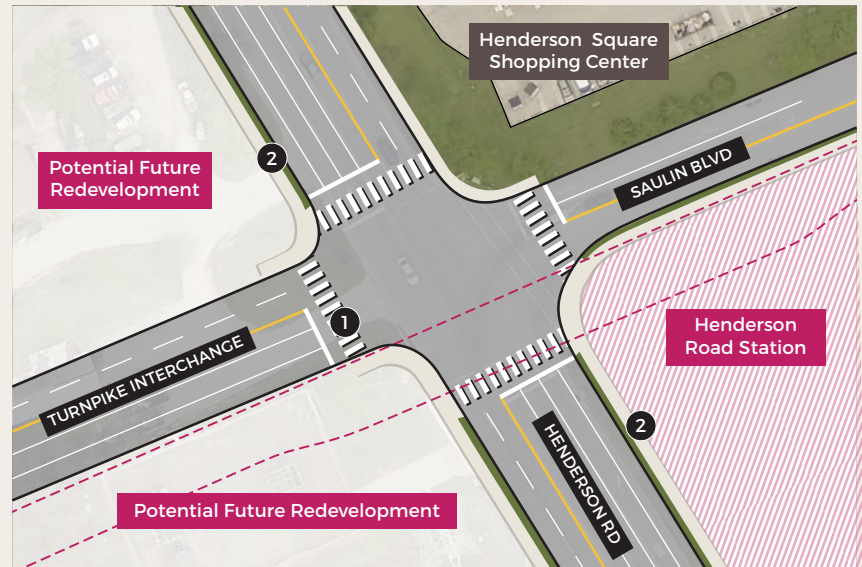 Henderson Square
Shopping Center
2
Potential Future
Redevelopment
SAULIN BLVD
1
Henderson
Road Station
TURNPIKE INTERCHANGE
2
HENDERSON RD
Potential Future Redevelopment